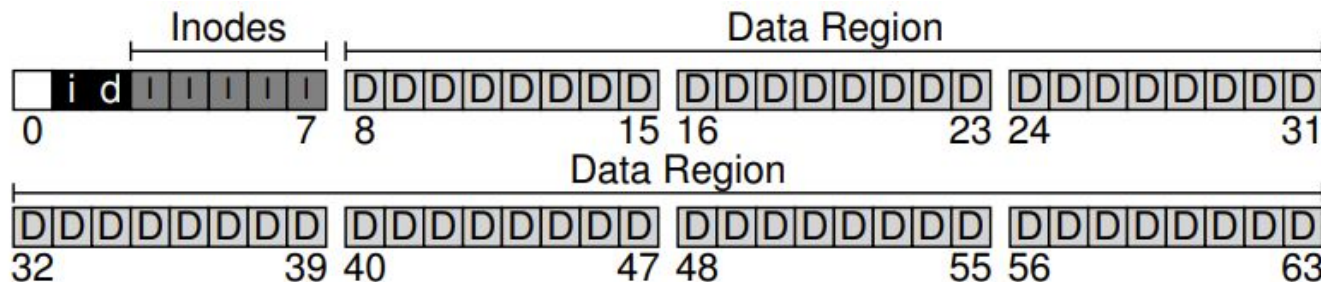 Inodes Data Region
i d I I I I I D D D D D D D D D D D D D D D D D D D D D D D D
0 7 8 15 16 23 24 31
Data Region
D D D D D D D D D D D D D D D D D D D D D D D D D D D D D D D D
32 39 40 47 48 55 56 63